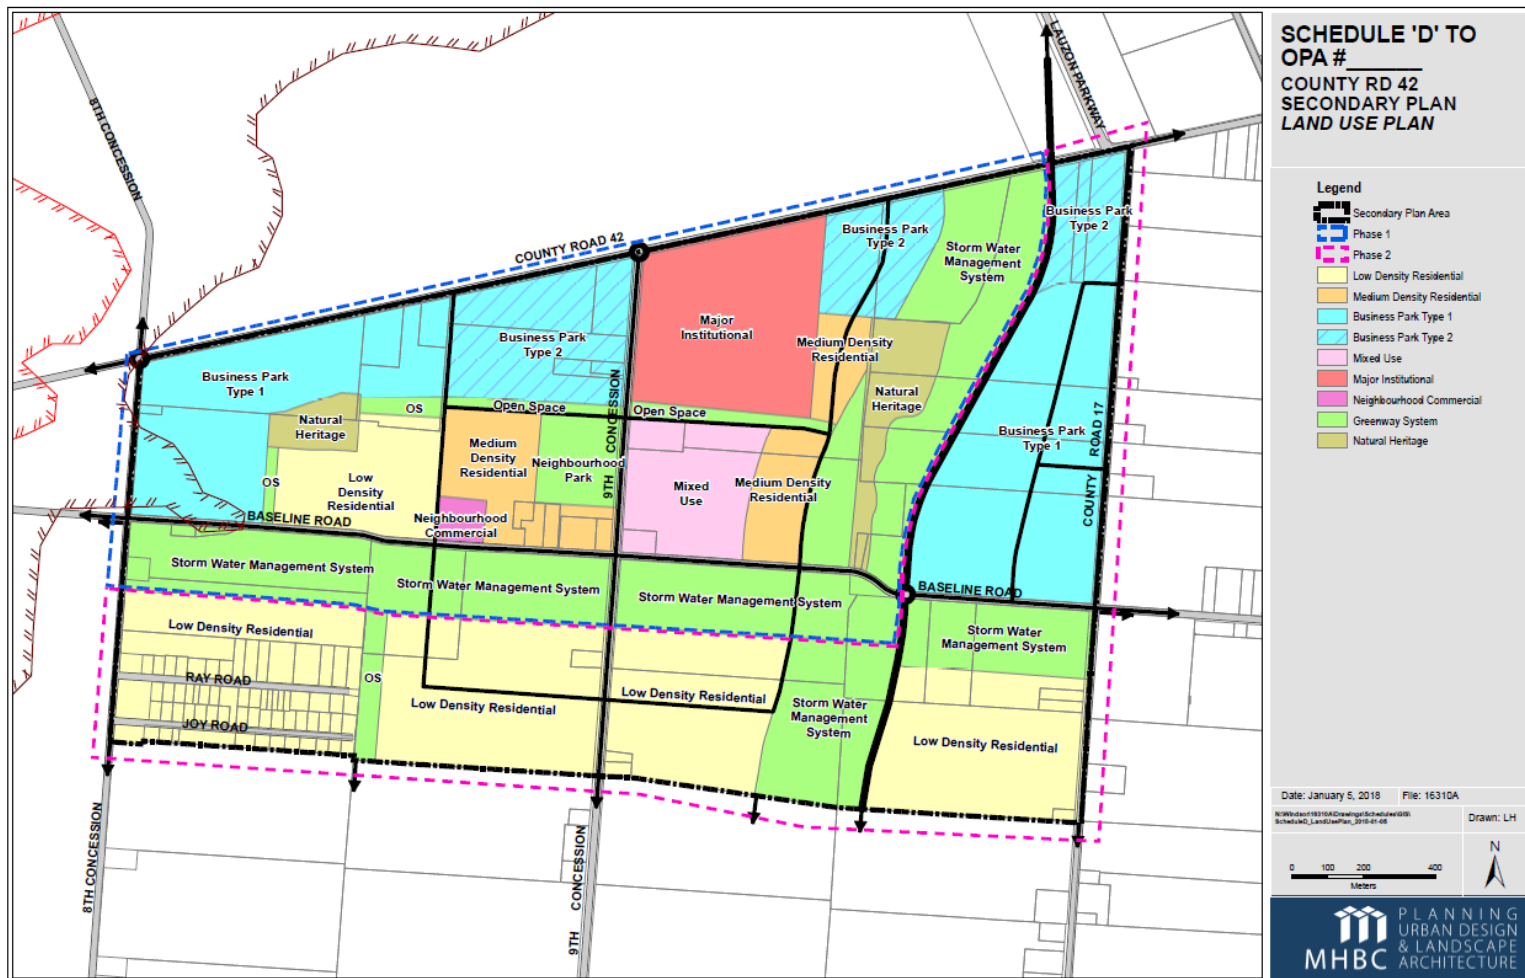 SCHEDULE 'D' TO
OPA #______
COUNTY RD 42
SECONDARY PLAN
LAND USE PLAN
Legend
Secondary Plan Area
Phase 1
Phase 2
Low Density Residential
Medium Density Residential
Business Park Type 1
Business Park Type 2
Mixed Use
Major Institutional
Neighbourhood Commercial
Greenway System
Natural Heritage
Date: January 5, 2018
File: 16310A
N:\Windsor\16310A\Drawings\Schedules\GIS\
ScheduleD_LandUsePlan_2018-01-05
Drawn: LH
0 100 200 400
Meters
N
MHBC
PLANNING
URBAN DESIGN
& LANDSCAPE
ARCHITECTURE
LAUZON PARKWAY
8TH CONCESSION
COUNTY ROAD 42
Business Park
Type 2
Business Park
Type 2
Storm Water
Management
System
Major
Institutional
Business Park
Type 2
Medium Density
Residential
Business Park
Type 1
Natural
Heritage
OS
Open Space
Open Space
Natural
Heritage
9TH CONCESSION
Business Park
Type 1
COUNTY ROAD 17
Medium
Density
Residential
Neighbourhood
Park
Low
Density
Residential
OS
Mixed
Use
Medium Density
Residential
Neighbourhood
Commercial
BASELINE ROAD
Storm Water Management System
Storm Water Management System
Storm Water Management System
BASELINE ROAD
Low Density Residential
Storm Water
Management System
RAY ROAD
OS
Low Density Residential
Low Density Residential
JOY ROAD
Storm Water
Management
System
Low Density Residential
8TH CONCESSION
9TH CONCESSION